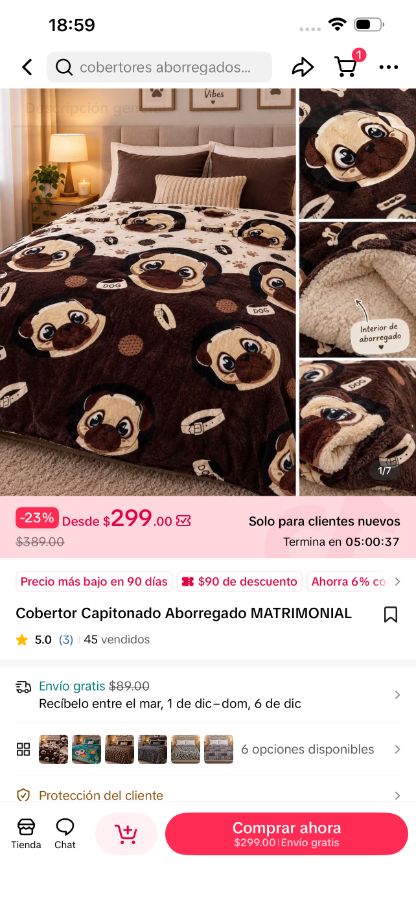 18:59
1
cobertores aborregados...
Descripción general
Vibes
DOG
DOG
DOG
Interior de
aborregado
1/7
-23% Desde $299.00
$389.00
Solo para clientes nuevos
Termina en 05:00:37
Precio más bajo en 90 días
$90 de descuento
Ahorra 6% co
Cobertor Capitonado Aborregado MATRIMONIAL
5.0 (3) 45 vendidos
Envío gratis $89.00
Recíbelo entre el mar, 1 de dic–dom, 6 de dic
6 opciones disponibles
Protección del cliente
Tienda
Chat
Comprar ahora
$299.00 | Envío gratis